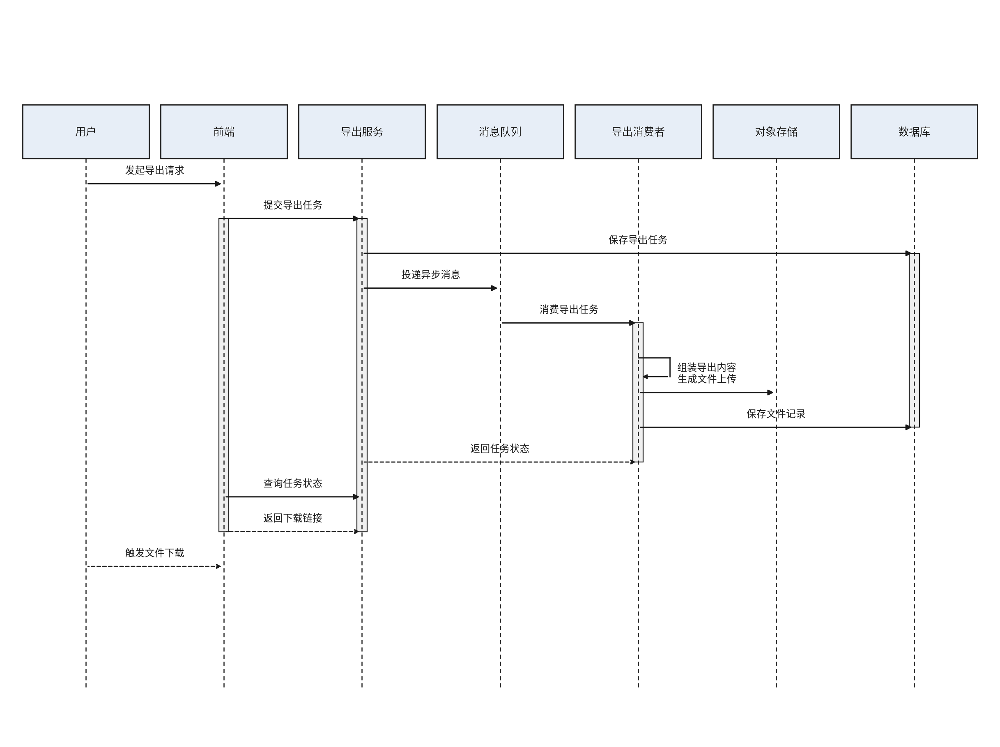 用户
前端
导出服务
消息队列
导出消费者
对象存储
数据库
发起导出请求
提交导出任务
保存导出任务
投递异步消息
消费导出任务
组装导出内容
生成文件上传
保存文件记录
返回任务状态
查询任务状态
返回下载链接
触发文件下载